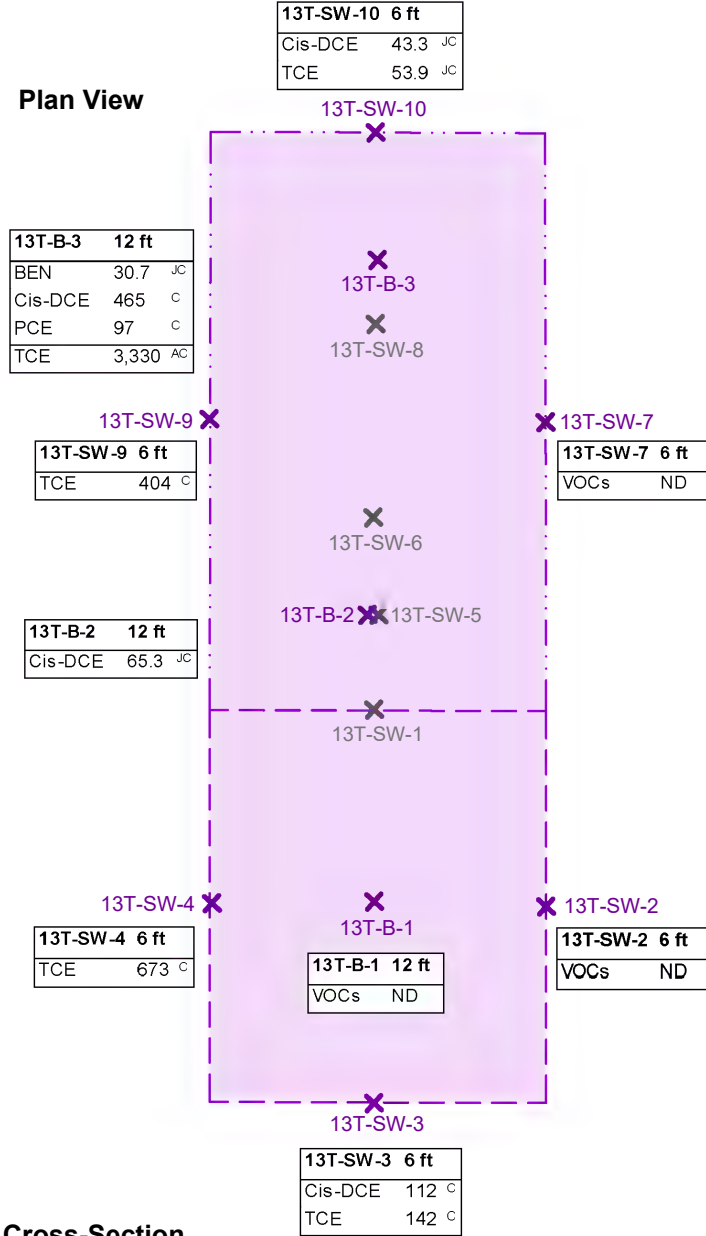 13T-SW-10 6 ft
Cis-DCE 43.3 JC
TCE 53.9 JC
Plan View
13T-SW-10
13T-B-3 12 ft
BEN 30.7 JC
Cis-DCE 465 C
PCE 97 C
TCE 3,330 AC
13T-B-3
13T-SW-8
13T-SW-9
13T-SW-7
13T-SW-9 6 ft
TCE 404 C
13T-SW-7 6 ft
VOCs ND
13T-SW-6
13T-B-2
13T-SW-5
13T-B-2 12 ft
Cis-DCE 65.3 JC
13T-SW-1
13T-SW-4
13T-SW-2
13T-B-1
13T-SW-4 6 ft
TCE 673 C
13T-SW-2 6 ft
VOCs ND
13T-B-1 12 ft
VOCs ND
13T-SW-3
13T-SW-3 6 ft
Cis-DCE 112 C
TCE 142 C
Cross-Section